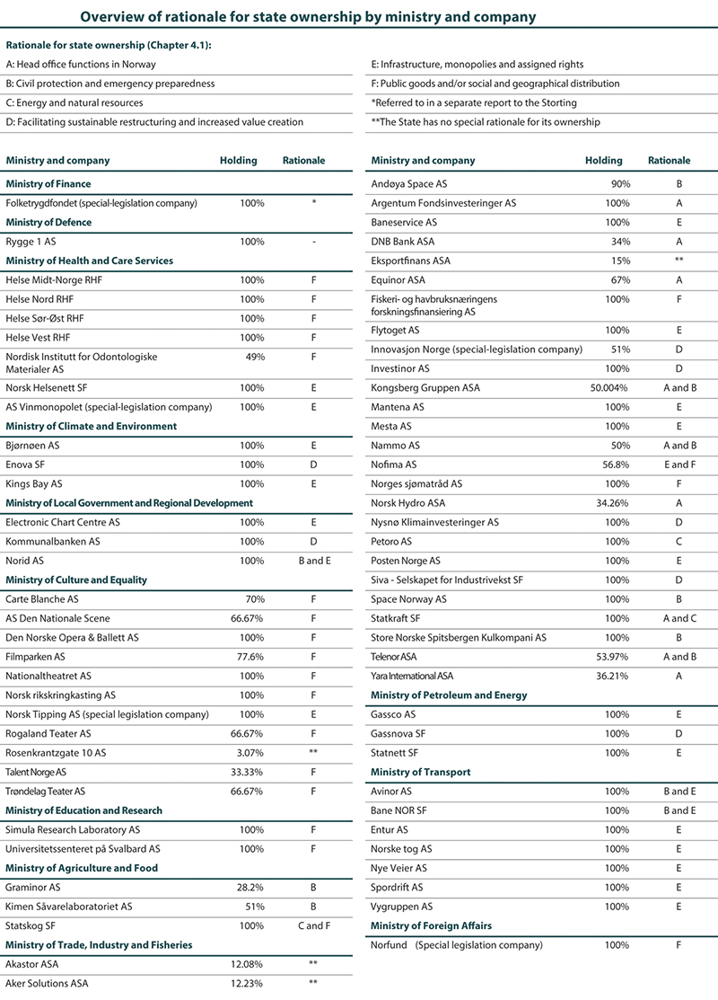 Overview of rationale for state ownership by ministry and company
Rationale for state ownership (Chapter 4.1):
A: Head office functions in Norway
B: Civil protection and emergency preparedness
C: Energy and natural resources
D: Facilitating sustainable restructuring and increased value creation
E: Infrastructure, monopolies and assigned rights
F: Public goods and/or social and geographical distribution
*Referred to in a separate report to the Storting
**The State has no special rationale for its ownership
Ministry and company Holding Rationale
Ministry of Finance
Folketrygdfondet (special-legislation company) 100% *
Ministry of Defence
Rygge 1 AS 100% -
Ministry of Health and Care Services
Helse Midt-Norge RHF 100% F
Helse Nord RHF 100% F
Helse Sør-Øst RHF 100% F
Helse Vest RHF 100% F
Nordisk Institutt for Odontologiske 49% F
Materialer AS
Norsk Helsenett SF 100% E
AS Vinmonopolet (special-legislation company) 100% E
Ministry of Climate and Environment
Bjørnøen AS 100% E
Enova SF 100% D
Kings Bay AS 100% E
Ministry of Local Government and Regional Development
Electronic Chart Centre AS 100% E
Kommunalbanken AS 100% D
Norid AS 100% B and E
Ministry of Culture and Equality
Carte Blanche AS 70% F
AS Den Nationale Scene 66.67% F
Den Norske Opera & Ballett AS 100% F
Filmparken AS 77.6% F
Nationaltheatret AS 100% F
Norsk rikskringkasting AS 100% F
Norsk Tipping AS (special legislation company) 100% E
Rogaland Teater AS 66.67% F
Rosenkrantzgate 10 AS 3.07% **
Talent Norge AS 33.33% F
Trøndelag Teater AS 66.67% F
Ministry of Education and Research
Simula Research Laboratory AS 100% F
Universitetssenteret på Svalbard AS 100% F
Ministry of Agriculture and Food
Graminor AS 28.2% B
Kimen Såvarelaboratoriet AS 51% B
Statskog SF 100% C and F
Ministry of Trade, Industry and Fisheries
Akastor ASA 12.08% **
Aker Solutions ASA 12.23% **
Ministry and company Holding Rationale
Andøya Space AS 90% B
Argentum Fondsinvesteringer AS 100% A
Baneservice AS 100% E
DNB Bank ASA 34% A
Eksportfinans ASA 15% **
Equinor ASA 67% A
Fiskeri- og havbruksnæringens 100% F
forskningsfinansiering AS
Flytoget AS 100% E
Innovasjon Norge (special-legislation company) 51% D
Investinor AS 100% D
Kongsberg Gruppen ASA 50.004% A and B
Mantena AS 100% E
Mesta AS 100% E
Nammo AS 50% A and B
Nofima AS 56.8% E and F
Norges sjømatråd AS 100% F
Norsk Hydro ASA 34.26% A
Nysnø Klimainvesteringer AS 100% D
Petoro AS 100% C
Posten Norge AS 100% E
Siva - Selskapet for Industrivekst SF 100% D
Space Norway AS 100% B
Statkraft SF 100% A and C
Store Norske Spitsbergen Kulkompani AS 100% B
Telenor ASA 53.97% A and B
Yara International ASA 36.21% A
Ministry of Petroleum and Energy
Gassco AS 100% E
Gassnova SF 100% D
Statnett SF 100% E
Ministry of Transport
Avinor AS 100% B and E
Bane NOR SF 100% B and E
Entur AS 100% E
Norske tog AS 100% E
Nye Veier AS 100% E
Spordrift AS 100% E
Vygruppen AS 100% E
Ministry of Foreign Affairs
Norfund (Special legislation company) 100% F